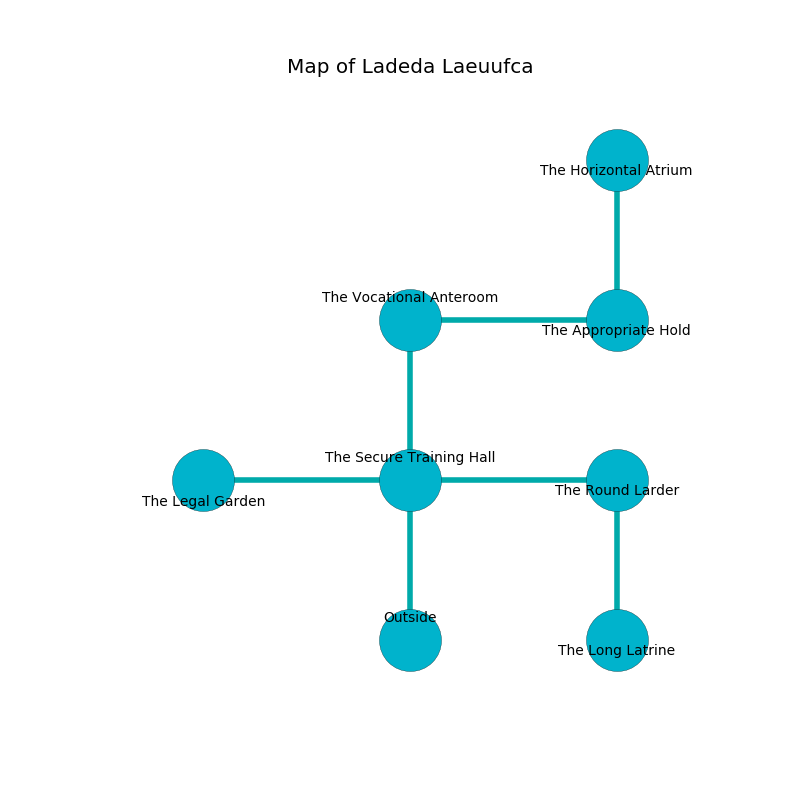 Map of Ladeda Laeuufca
The Horizontal Atrium
The Vocational Anteroom
The Appropriate Hold
The Secure Training Hall
The Round Larder
The Legal Garden
Outside
The Long Latrine